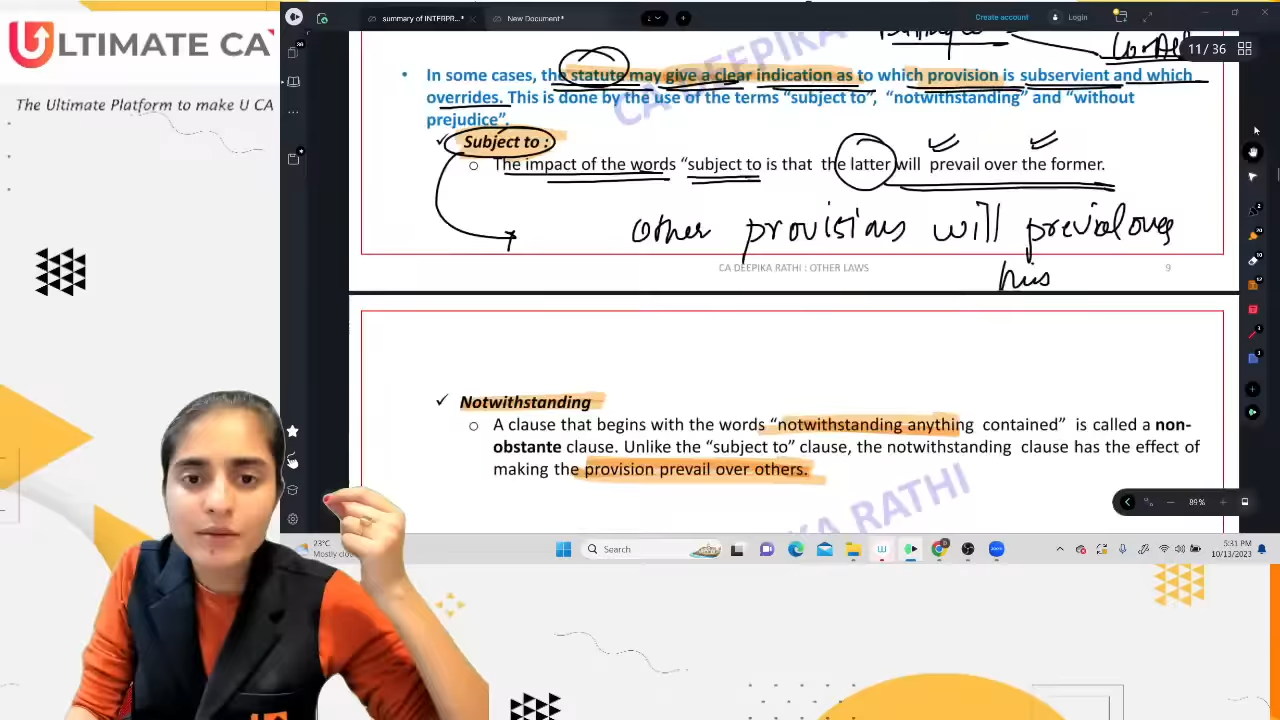 summary of INTERPR...*
New Document*
Create account
Login
ULTIMATE CA
11/36
The Ultimate Platform to make U CA
• In some cases, the statute may give a clear indication as to which provision is subservient and which
overrides. This is done by the use of the terms “subject to”, “notwithstanding” and “without
prejudice”.
✓ Subject to :
o The impact of the words “subject to is that the latter will prevail over the former.
other provisions will previal over
his
CA DEEPIKA RATHI : OTHER LAWS
9
✓ Notwithstanding
o A clause that begins with the words “notwithstanding anything contained” is called a non-
obstante clause. Unlike the “subject to” clause, the notwithstanding clause has the effect of
making the provision prevail over others.
89%
23°C
Mostly clou
Search
5:31 PM
10/13/2023